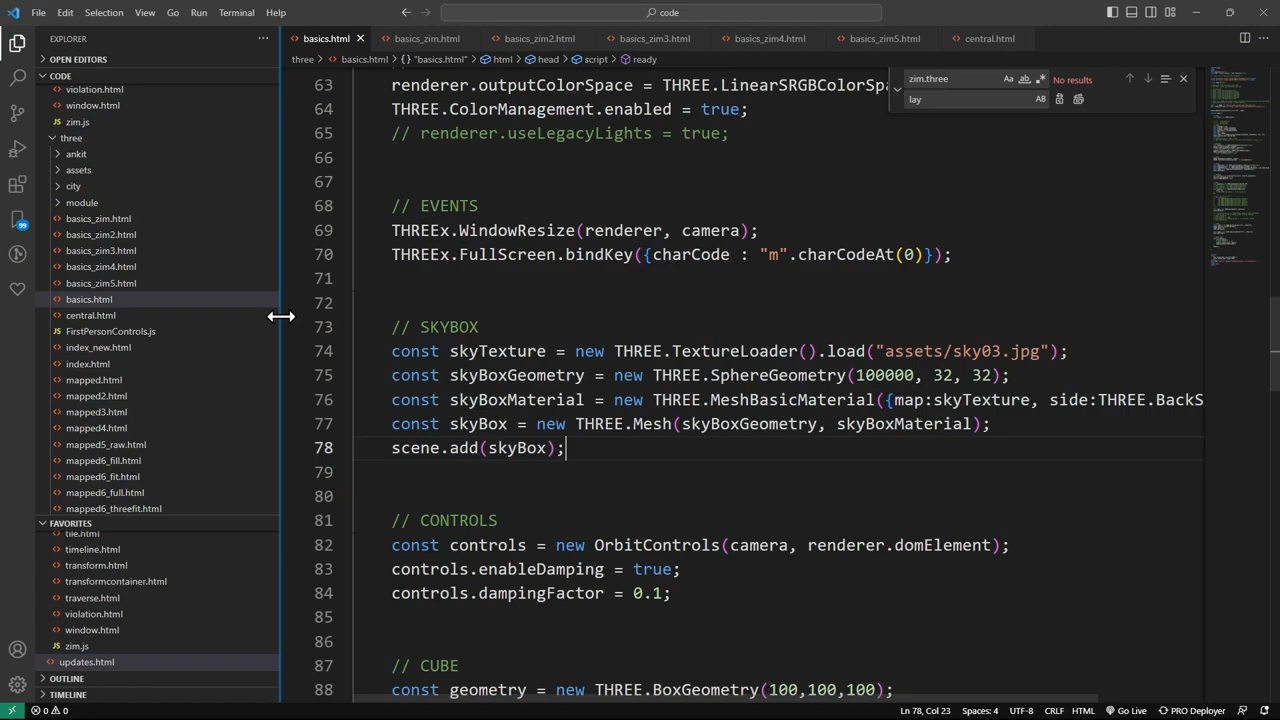 File Edit Selection View Go Run Terminal Help
code
EXPLORER
OPEN EDITORS
CODE
violation.html
window.html
JS zim.js
three
ankit
assets
city
module
basics_zim.html
basics_zim2.html
basics_zim3.html
basics_zim4.html
basics_zim5.html
basics.html
central.html
JS FirstPersonControls.js
index_new.html
index.html
mapped.html
mapped2.html
mapped3.html
mapped4.html
mapped5_raw.html
mapped6_fill.html
mapped6_fit.html
mapped6_full.html
mapped6_threefit.html
FAVORITES
tile.html
timeline.html
transform.html
transformcontainer.html
traverse.html
violation.html
window.html
JS zim.js
updates.html
OUTLINE
TIMELINE
99
basics.html basics_zim.html basics_zim2.html basics_zim3.html basics_zim4.html basics_zim5.html central.html
three > basics.html > {} "basics.html" > html > head > script > ready
zim.three Aa ab No results
lay AB
63 renderer.outputColorSpace = THREE.LinearSRGBColorSpa
64 THREE.ColorManagement.enabled = true;
65 // renderer.useLegacyLights = true;
66
67
68 // EVENTS
69 THREEx.WindowResize(renderer, camera);
70 THREEx.FullScreen.bindKey({charCode : "m".charCodeAt(0)});
71
72
73 // SKYBOX
74 const skyTexture = new THREE.TextureLoader().load("assets/sky03.jpg");
75 const skyBoxGeometry = new THREE.SphereGeometry(100000, 32, 32);
76 const skyBoxMaterial = new THREE.MeshBasicMaterial({map:skyTexture, side:THREE.BackS
77 const skyBox = new THREE.Mesh(skyBoxGeometry, skyBoxMaterial);
78 scene.add(skyBox);
79
80
81 // CONTROLS
82 const controls = new OrbitControls(camera, renderer.domElement);
83 controls.enableDamping = true;
84 controls.dampingFactor = 0.1;
85
86
87 // CUBE
88 const geometry = new THREE.BoxGeometry(100,100,100);
0 0 Ln 78, Col 23 Spaces: 4 UTF-8 CRLF HTML Go Live PRO Deployer